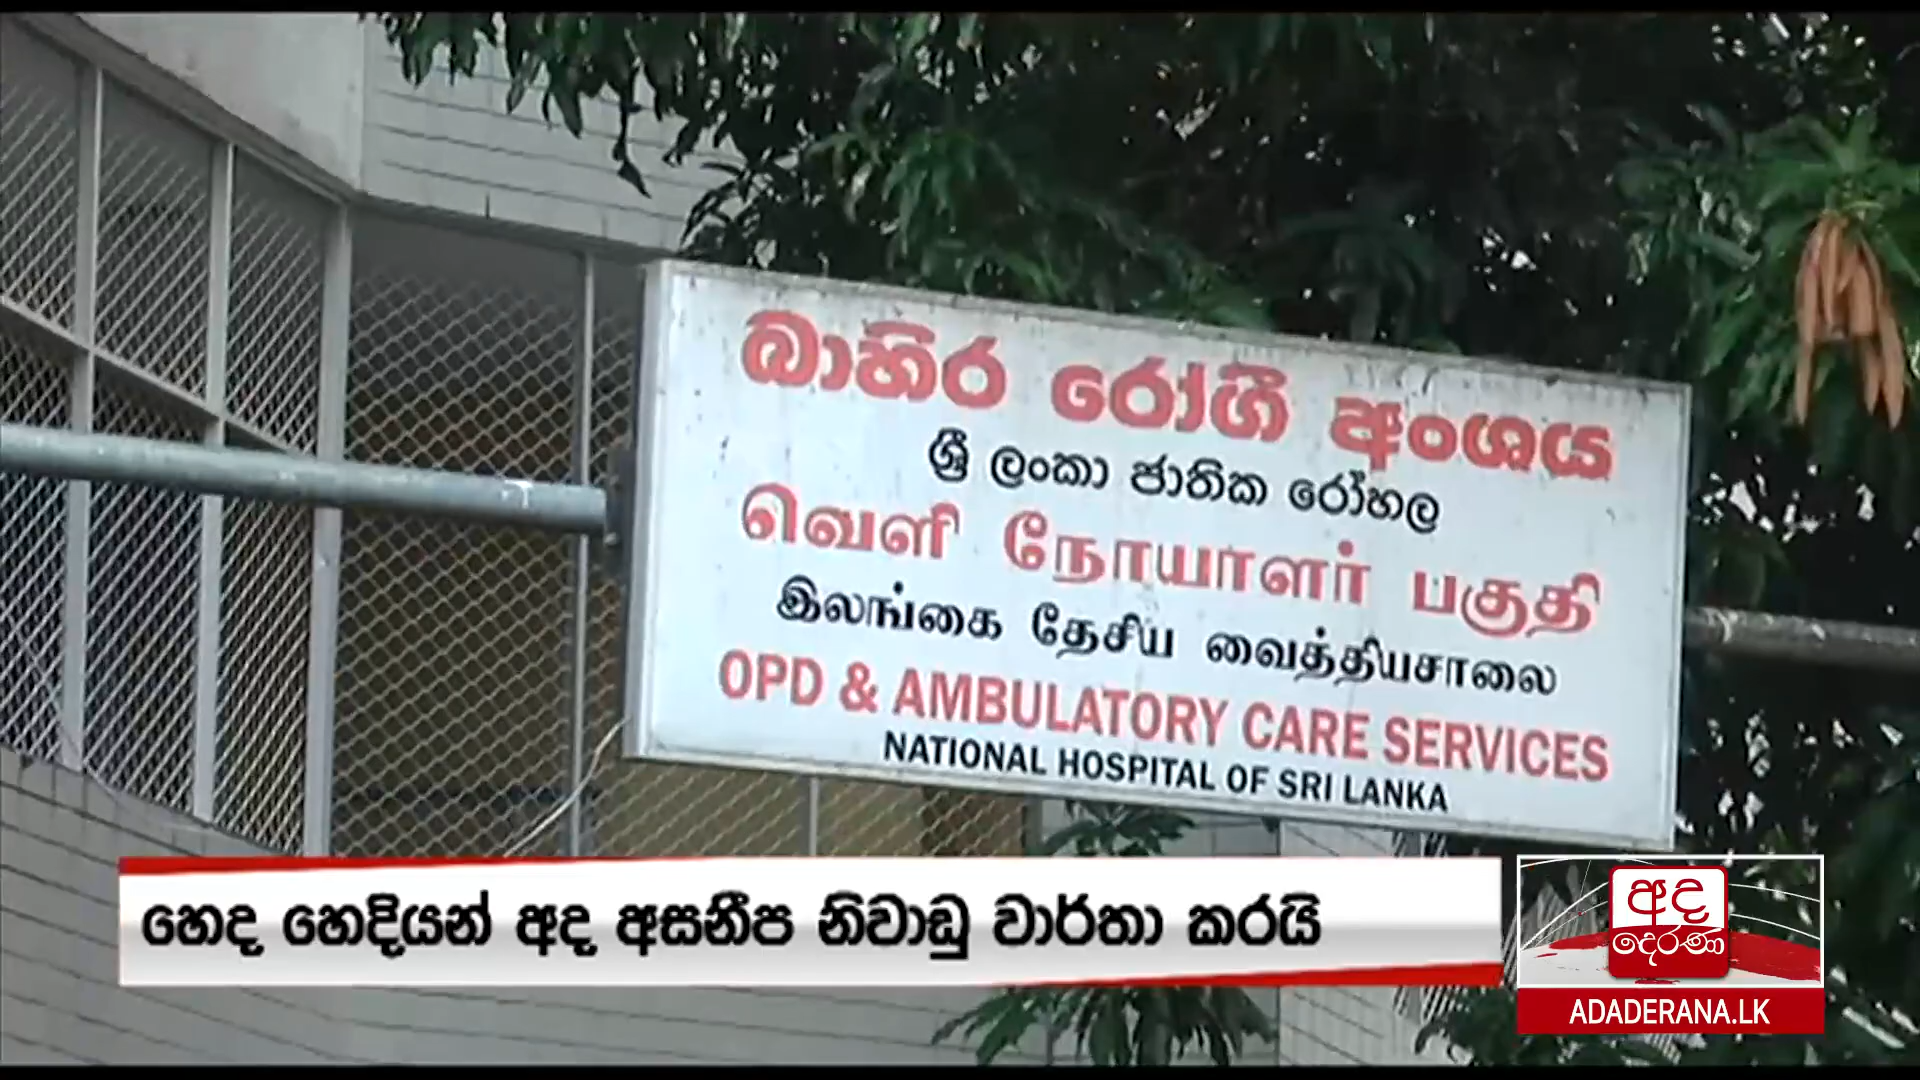 බාහිර රෝගී අංශය
ශ්‍රී ලංකා ජාතික රෝහල
வெளி நோயாளர் பகுதி
இலங்கை தேசிய வைத்தியசாலை
OPD & AMBULATORY CARE SERVICES
NATIONAL HOSPITAL OF SRI LANKA
හෙද හෙදියන් අද අසනීප නිවාඩු වාර්තා කරයි
අද
දෙරණ
ADADERANA.LK